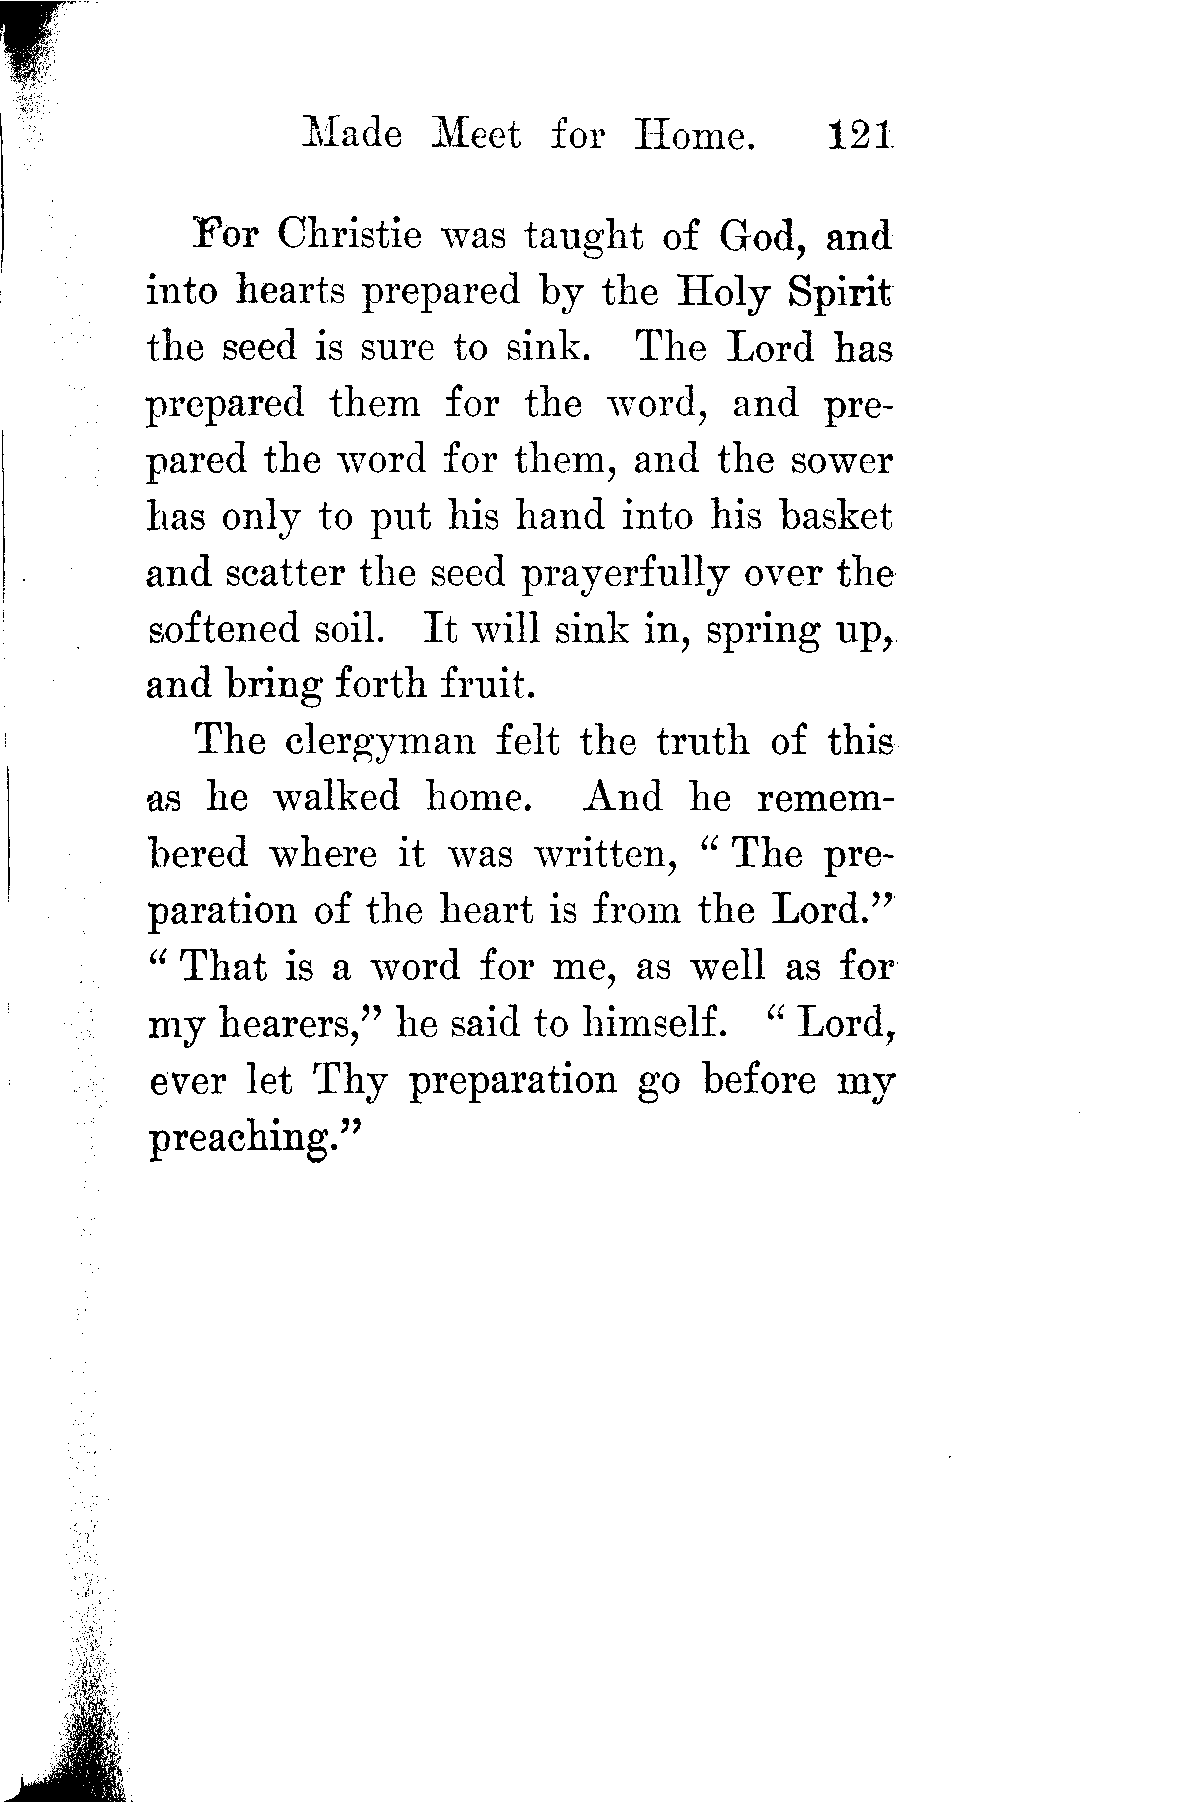 Made Meet for Home. 121
For Christie was taught of God, and
into hearts prepared by the Holy Spirit
the seed is sure to sink. The Lord has
prepared them for the word, and pre-
pared the word for them, and the sower
has only to put his hand into his basket
and scatter the seed prayerfully over the
softened soil. It will sink in, spring up,
and bring forth fruit.
The clergyman felt the truth of this
as he walked home. And he remem-
bered where it was written, “ The pre-
paration of the heart is from the Lord.”
“ That is a word for me, as well as for
my hearers,” he said to himself. “ Lord,
ever let Thy preparation go before my
preaching.”